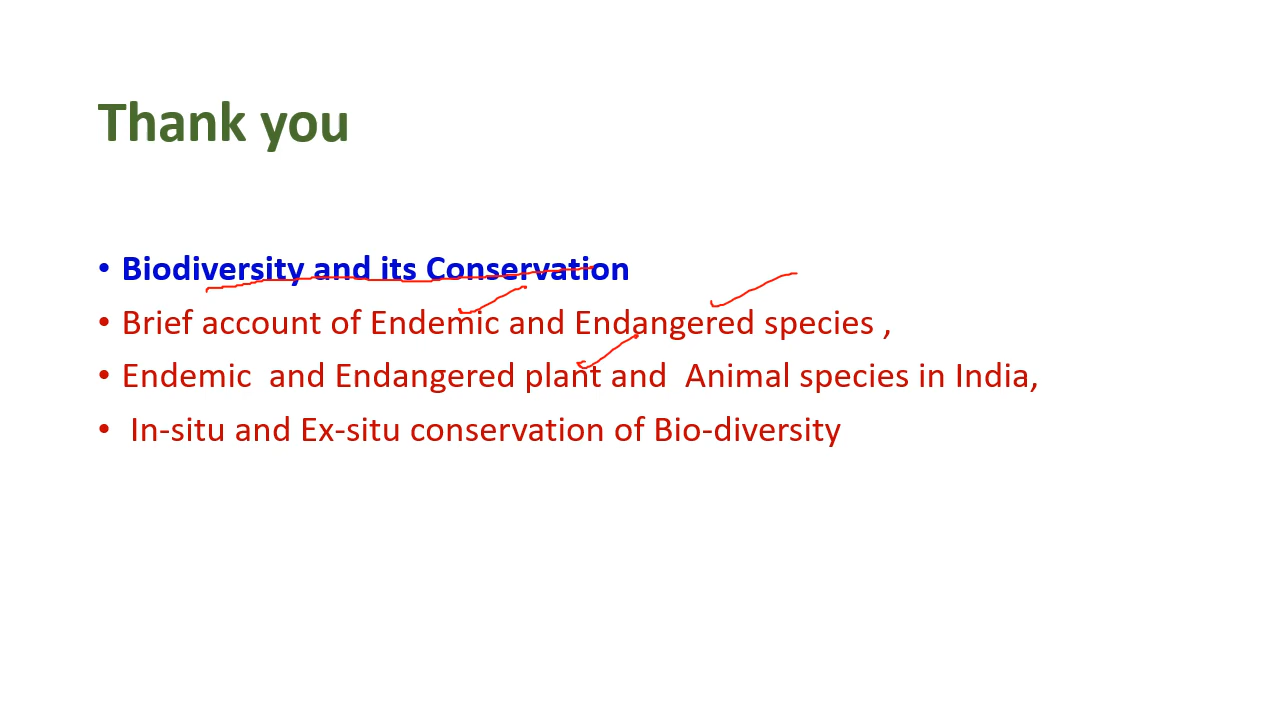 Thank you
• Biodiversity and its Conservation
• Brief account of Endemic and Endangered species ,
• Endemic  and Endangered plant and  Animal species in India,
•  In-situ and Ex-situ conservation of Bio-diversity